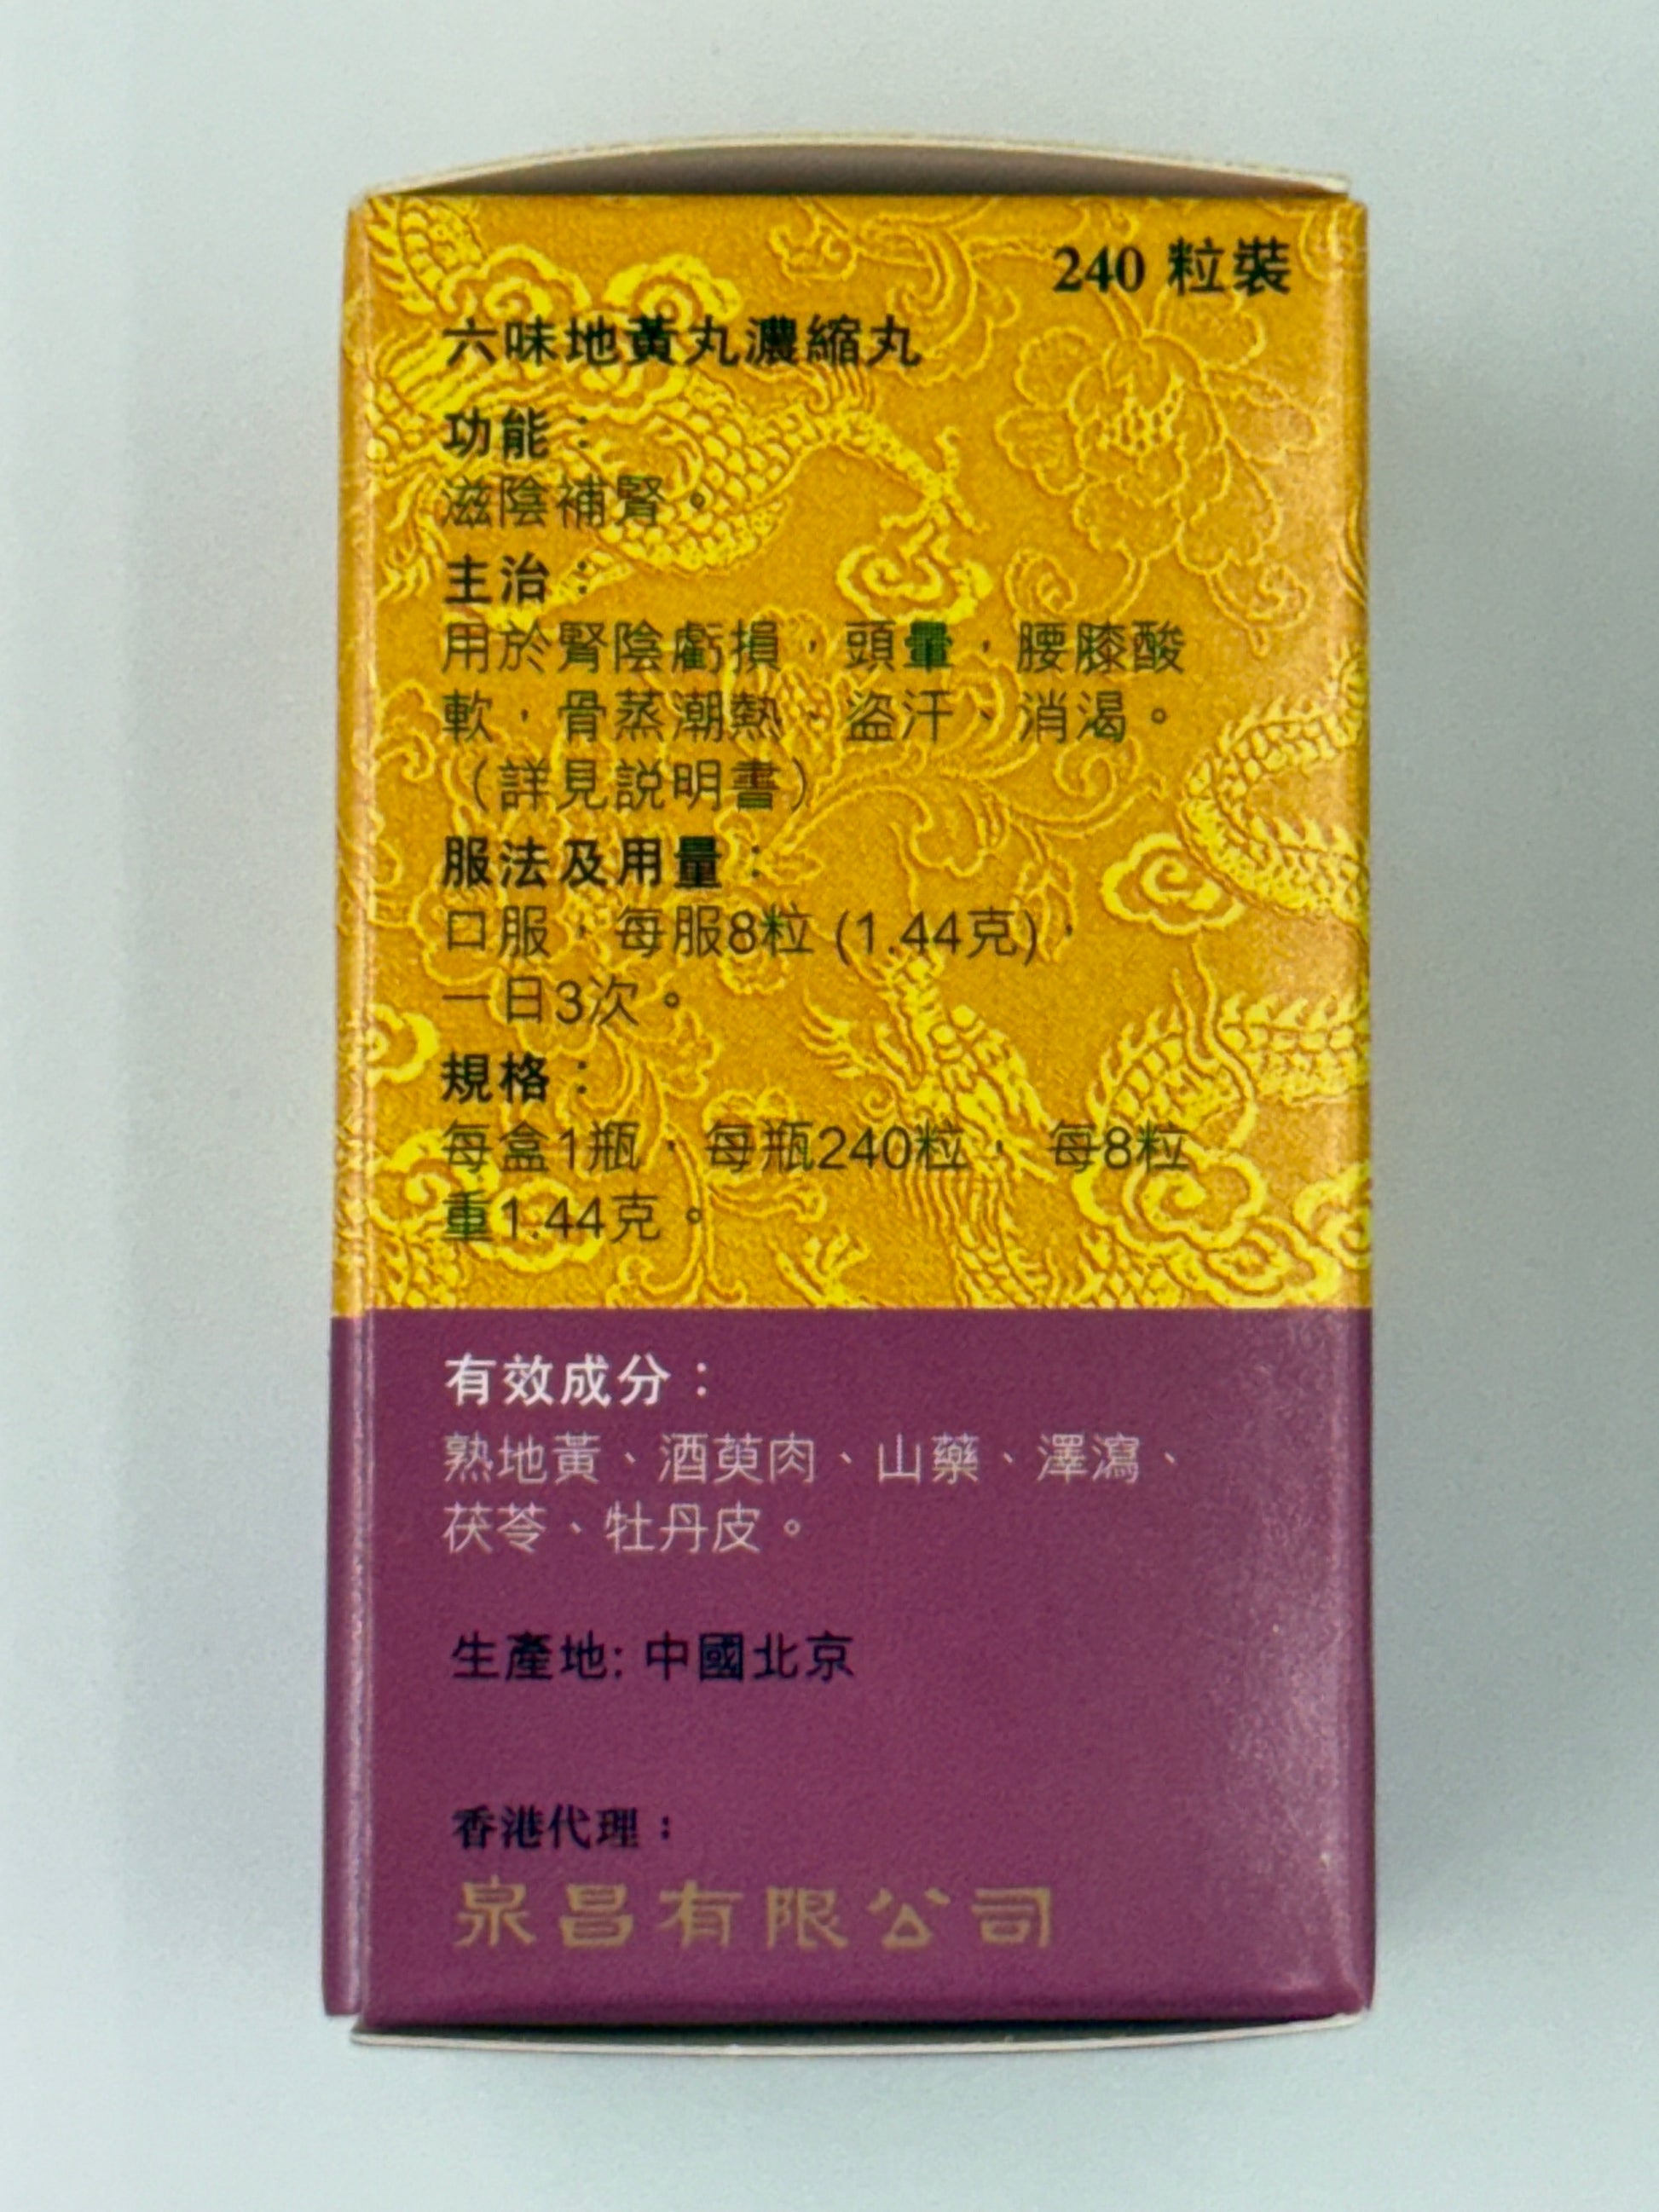 240 粒裝
六味地黃丸濃縮丸
功能：
滋陰補腎。
主治：
用於腎陰虧損，頭暈，腰膝酸
軟，骨蒸潮熱、盜汗、消渴。
（詳見説明書）
服法及用量：
口服，每服8粒 (1.44克)，
一日3次。
規格：
每盒1瓶，每瓶240粒， 每8粒
重1.44克。
有效成分：
熟地黃、酒萸肉、山藥、澤瀉、
茯苓、牡丹皮。
生產地: 中國北京
香港代理：
泉昌有限公司